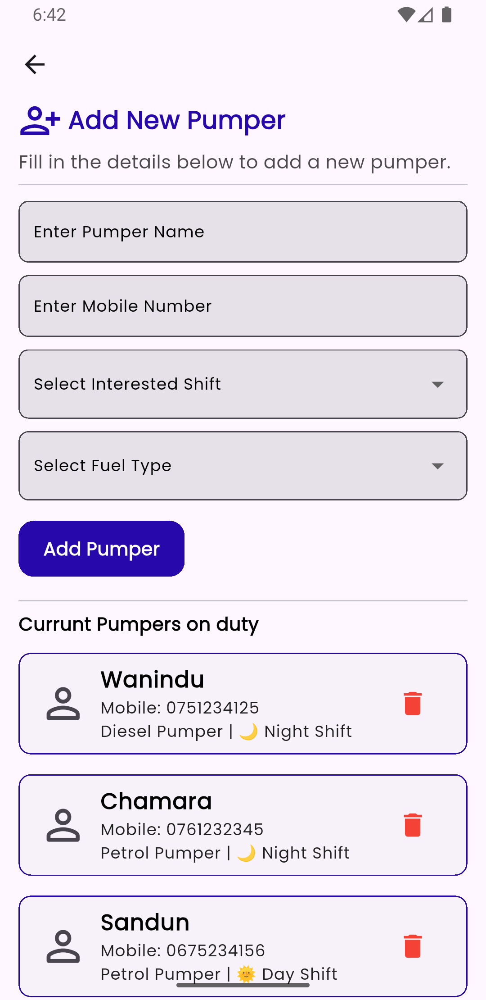 6:42
Add New Pumper
Fill in the details below to add a new pumper.
Enter Pumper Name
Enter Mobile Number
Select Interested Shift
Select Fuel Type
Add Pumper
Currunt Pumpers on duty
Wanindu
Mobile: 0751234125
Diesel Pumper | 🌙 Night Shift
Chamara
Mobile: 0761232345
Petrol Pumper | 🌙 Night Shift
Sandun
Mobile: 0675234156
Petrol Pumper | 🌞 Day Shift